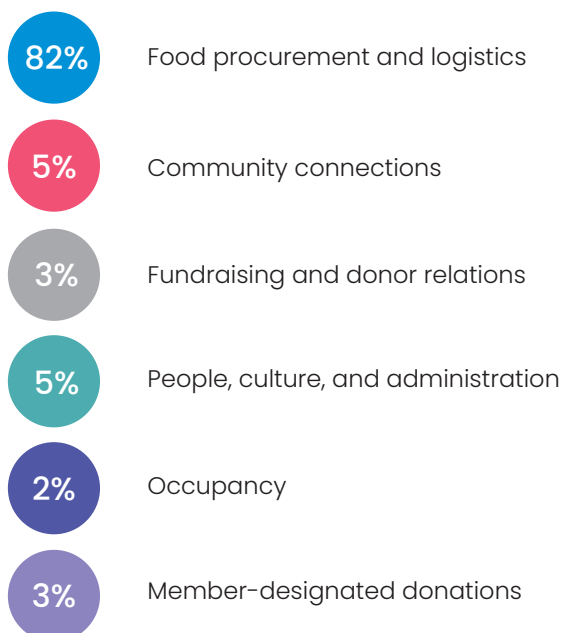 82% Food procurement and logistics
5% Community connections
3% Fundraising and donor relations
5% People, culture, and administration
2% Occupancy
3% Member-designated donations